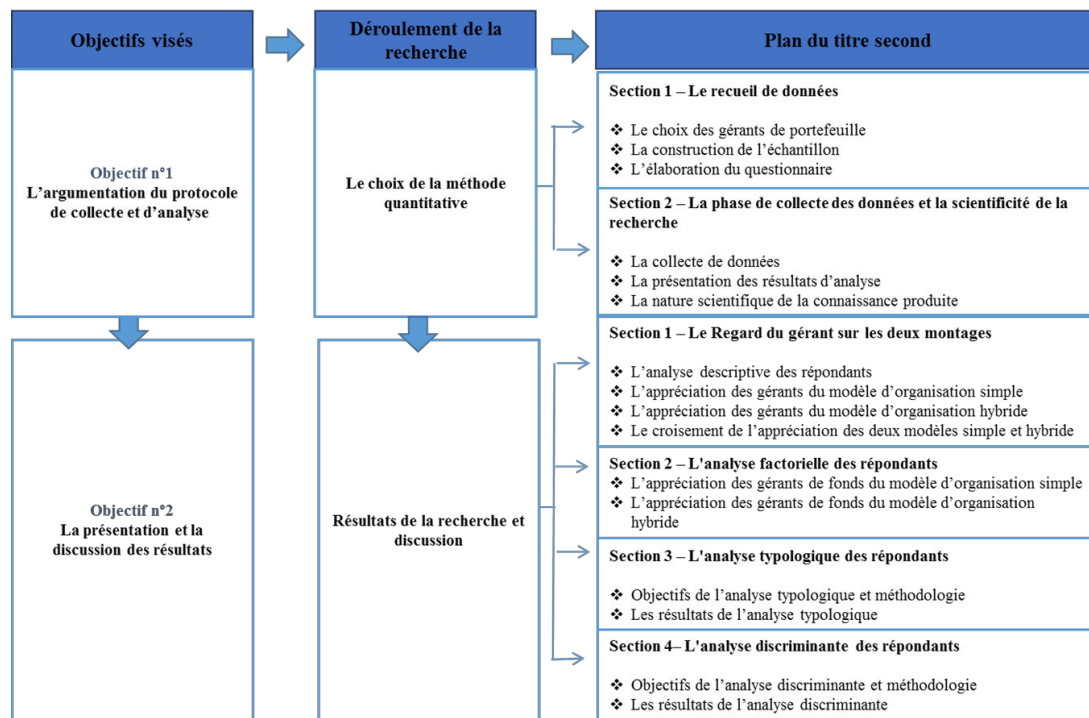 Objectifs visés
Déroulement de la
recherche
Plan du titre second
Objectif n°1
L'argumentation du protocole
de collecte et d'analyse
Le choix de la méthode
quantitative
Section 1 – Le recueil de données
❖ Le choix des gérants de portefeuille
❖ La construction de l'échantillon
❖ L'élaboration du questionnaire
Section 2 – La phase de collecte des données et la scientificité de la
recherche
❖ La collecte de données
❖ La présentation des résultats d'analyse
❖ La nature scientifique de la connaissance produite
Objectif n°2
La présentation et la
discussion des résultats
Résultats de la recherche et
discussion
Section 1 – Le Regard du gérant sur les deux montages
❖ L'analyse descriptive des répondants
❖ L'appréciation des gérants du modèle d'organisation simple
❖ L'appréciation des gérants du modèle d'organisation hybride
❖ Le croisement de l'appréciation des deux modèles simple et hybride
Section 2 – L'analyse factorielle des répondants
❖ L'appréciation des gérants de fonds du modèle d'organisation simple
❖ L'appréciation des gérants de fonds du modèle d'organisation
hybride
Section 3 – L'analyse typologique des répondants
❖ Objectifs de l'analyse typologique et méthodologie
❖ Les résultats de l'analyse typologique
Section 4– L'analyse discriminante des répondants
❖ Objectifs de l'analyse discriminante et méthodologie
❖ Les résultats de l'analyse discriminante